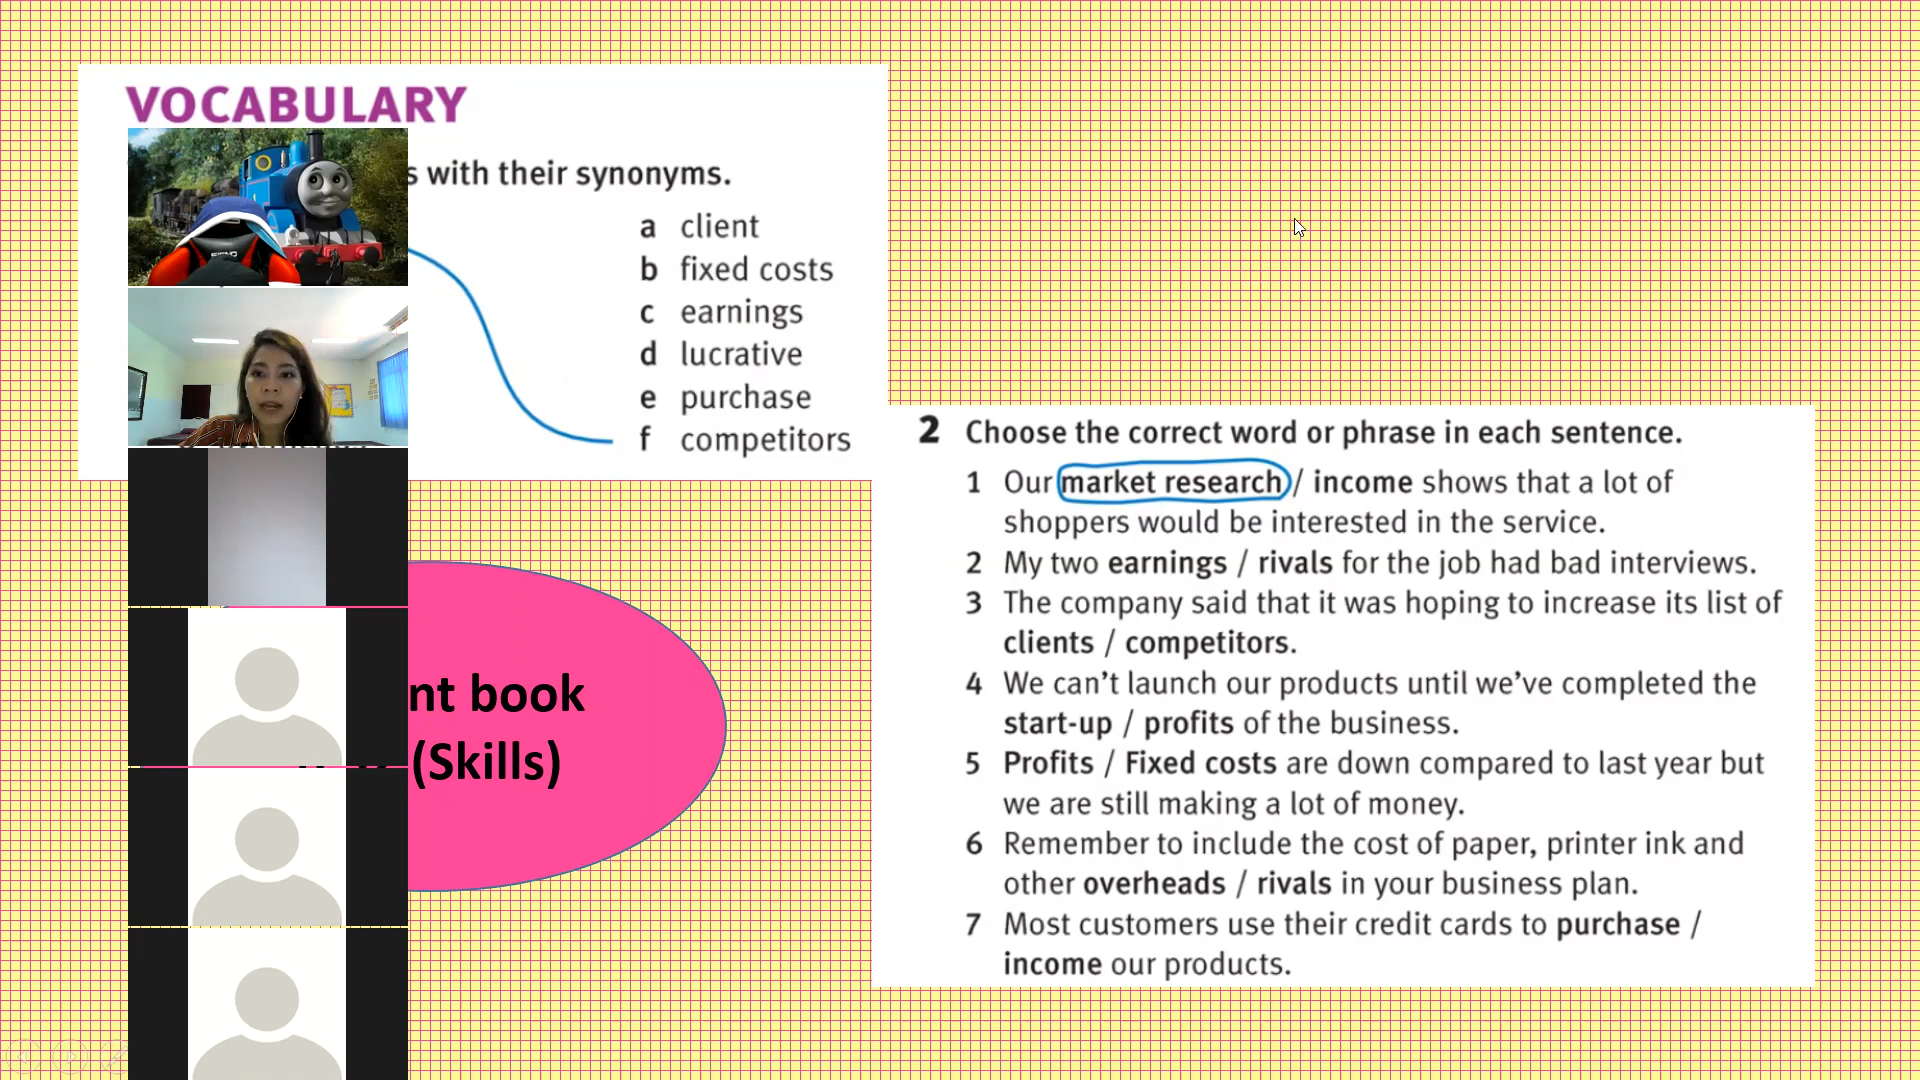 VOCABULARY
s with their synonyms.
a client
b fixed costs
c earnings
d lucrative
e purchase
f competitors
nt book
(Skills)
2 Choose the correct word or phrase in each sentence.
1 Our market research / income shows that a lot of
shoppers would be interested in the service.
2 My two earnings / rivals for the job had bad interviews.
3 The company said that it was hoping to increase its list of
clients / competitors.
4 We can't launch our products until we've completed the
start-up / profits of the business.
5 Profits / Fixed costs are down compared to last year but
we are still making a lot of money.
6 Remember to include the cost of paper, printer ink and
other overheads / rivals in your business plan.
7 Most customers use their credit cards to purchase /
income our products.